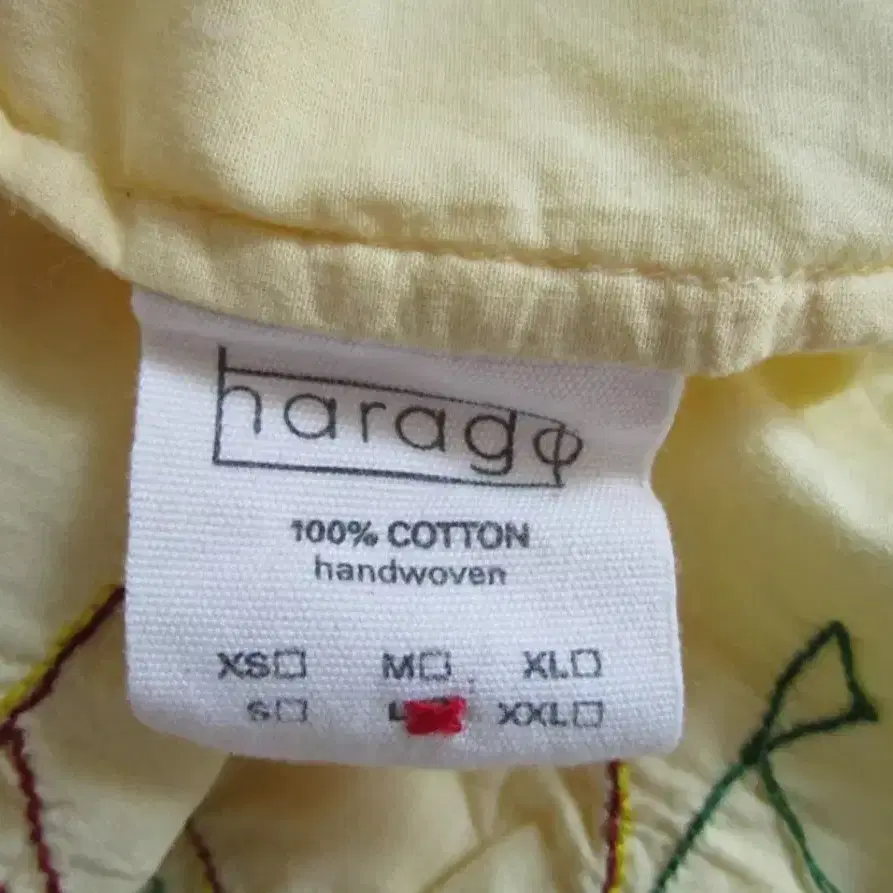 harago
100% COTTON
handwoven
XS M XL
S L XXL